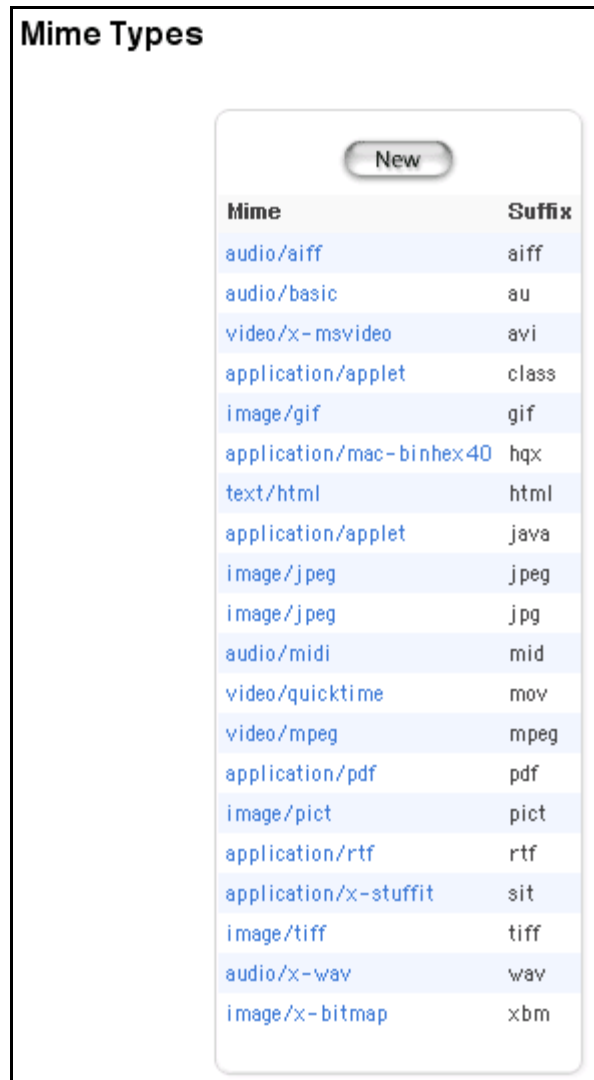 Mime Types
New
Mime Suffix
audio/aiff aiff
audio/basic au
video/x-msvideo avi
application/applet class
image/gif gif
application/mac-binhex40 hqx
text/html html
application/applet java
image/jpeg jpeg
image/jpeg jpg
audio/midi mid
video/quicktime mov
video/mpeg mpeg
application/pdf pdf
image/pict pict
application/rtf rtf
application/x-stuffit sit
image/tiff tiff
audio/x-wav wav
image/x-bitmap xbm